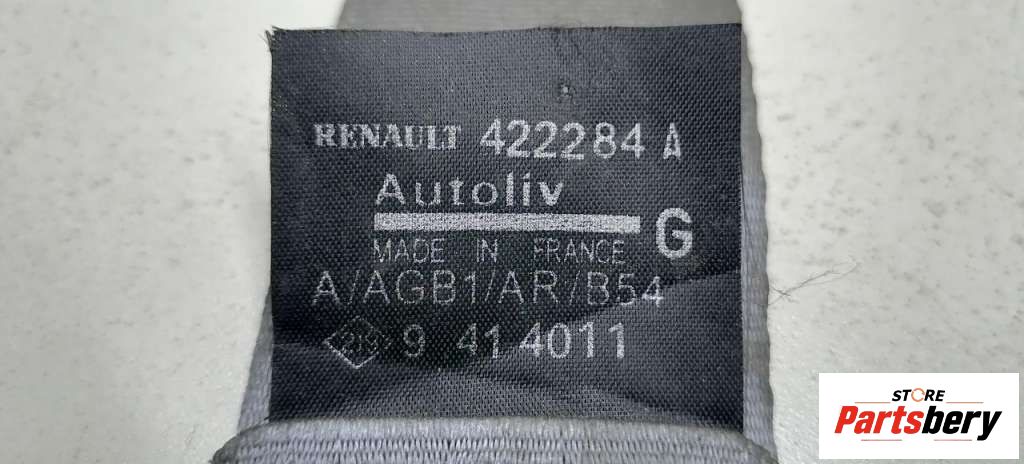 RENAULT 422284 A
Autoliv
G
MADE IN FRANCE
A/AGB1/AR/B54
9 41 4011
STORE
Partsbery